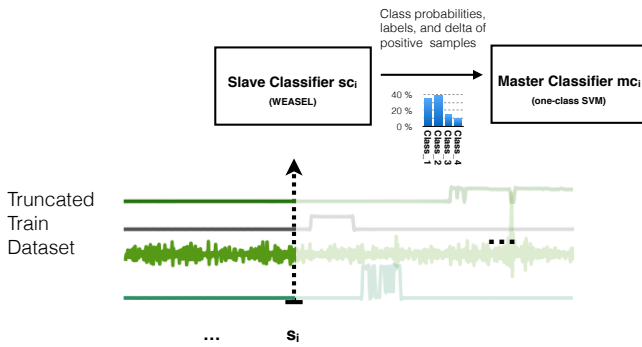 Class probabilities,
labels, and delta of
positive samples
Slave Classifier sci
(WEASEL)
Master Classifier mci
(one-class SVM)
40 %
20 %
0 %
Class_1
Class_2
Class_3
Class_4
Truncated
Train
Dataset
...
... si